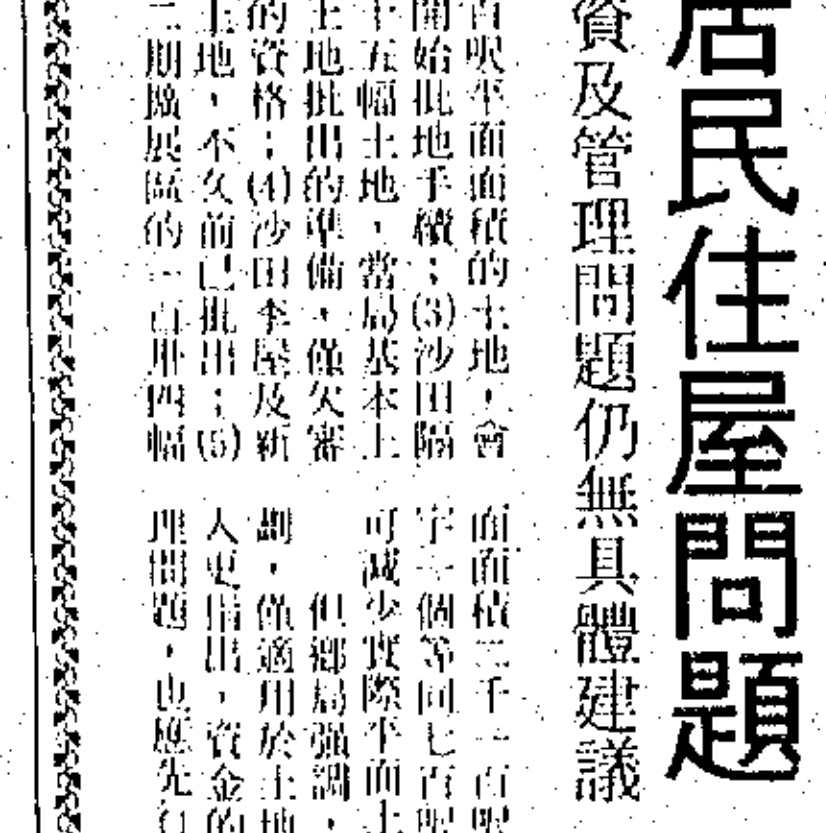 居民住屋問題
資及管理問題仍無具體建議
百呎平面面積的土地,會
開始批地手續;(3)沙田隔
十五幅土地,當局基本上
土地批出的準備,僅欠審
的資格;(4)沙田李屋及新
土地,不久前已批出;(5)
二期擴展區的一百卅四幅
面面積二千一百呎
字一個等同七百呎
可減少實際平面上
但鄉局強調,
劃,僅適用於土地
人更指出,資金的
理問題,也應先行